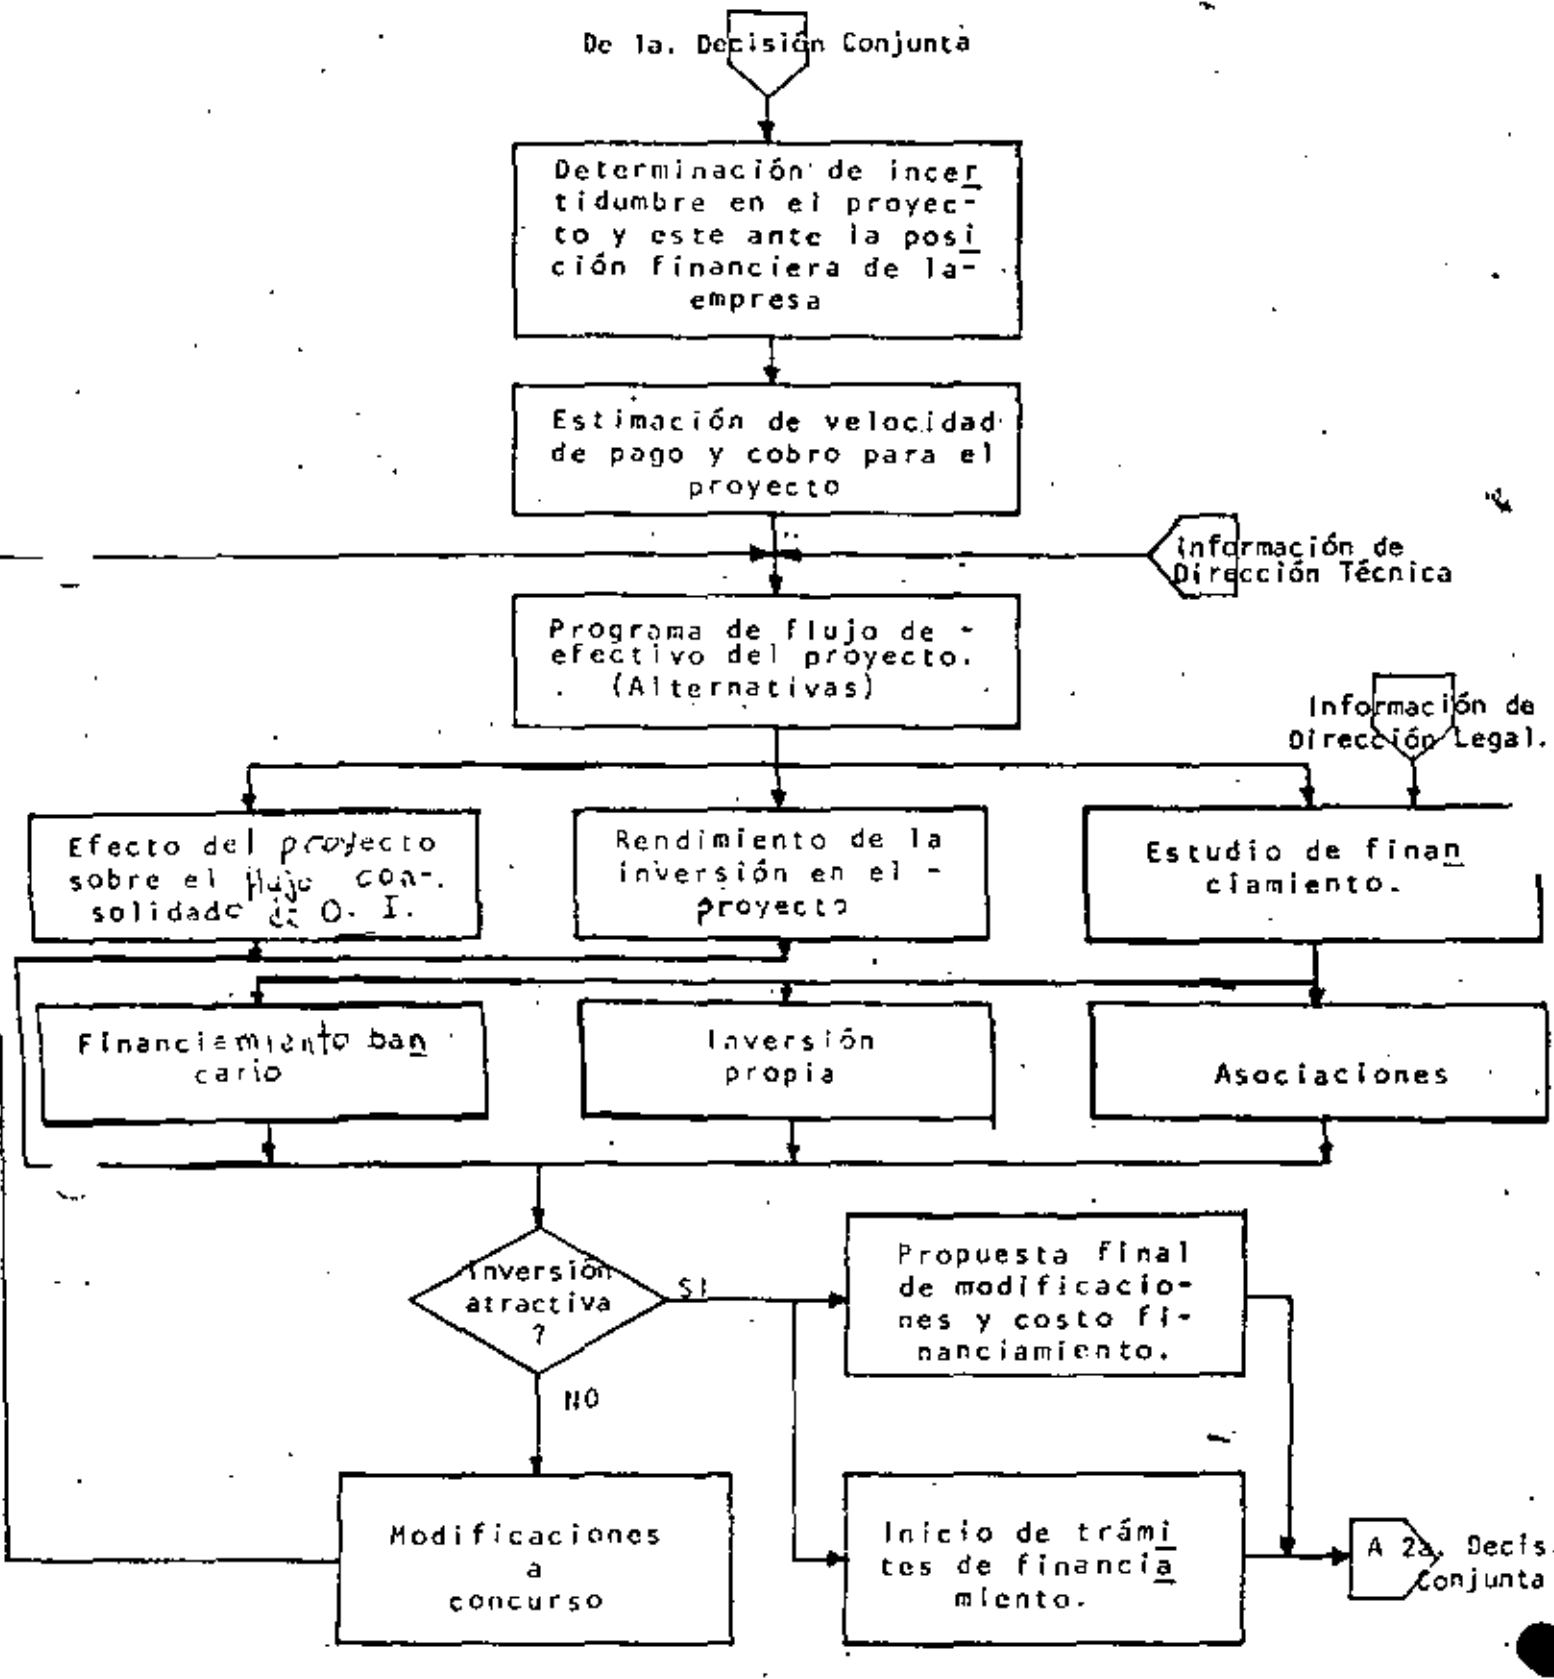 De 1a. Decisión Conjunta
Determinación de incer
tidumbre en el proyec-
to y este ante la posi
ción financiera de la-
empresa
Estimación de velocidad
de pago y cobro para el
proyecto
Información de
Dirección Técnica
Programa de flujo de -
efectivo del proyecto.
(Alternativas)
Información de
Dirección Legal.
Efecto del proyecto
sobre el flujo con-
solidado de O. I.
Rendimiento de la
inversión en el -
proyecto
Estudio de finan
ciamiento.
Financiamiento ban
cario
Inversión
propia
Asociaciones
Inversión
atractiva
?
SI
NO
Propuesta final
de modificacio-
nes y costo fi-
nanciamiento.
Modificaciones
a
concurso
Inicio de trámi
tes de financia
miento.
A 2a. Decis.
Conjunta